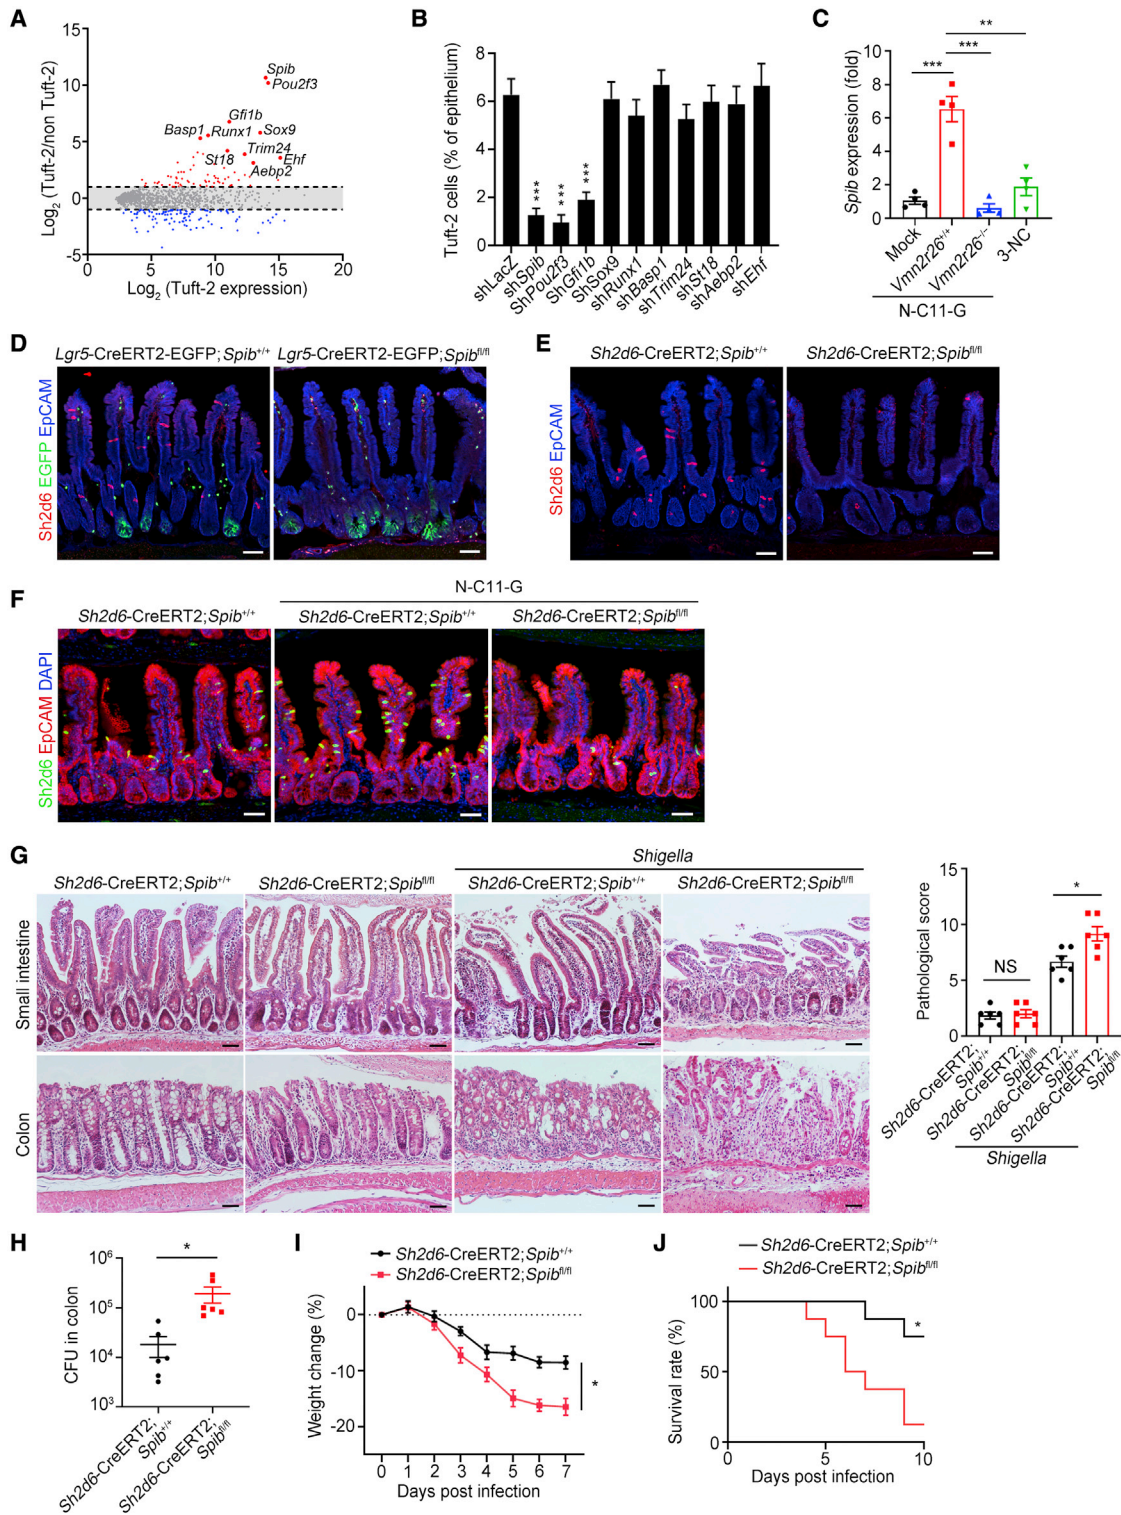 A
Log2 (Tuft-2/non Tuft-2)
15
10
5
0
-5
Spib
Pou2f3
Gfi1b
Basp1
Runx1
Sox9
St18
Trim24
Ehf
Aebp2
0 5 10 15 20
Log2 (Tuft-2 expression)
B
Tuft-2 cells (% of epithelium)
8
6
4
2
0
***
***
***
shLacZ
shSpib
shPou2f3
shGfi1b
ShSox9
shRunx1
shBasp1
shTrim24
shSt18
shAebp2
shEhf
C
Spib expression (fold)
10
8
6
4
2
0
**
***
***
Mock
Vmn2r26+/+
Vmn2r26-/-
3-NC
N-C11-G
D
Lgr5-CreERT2-EGFP;Spib+/+
Lgr5-CreERT2-EGFP;Spibfl/fl
Sh2d6 EGFP EpCAM
E
Sh2d6-CreERT2;Spib+/+
Sh2d6-CreERT2;Spibfl/fl
Sh2d6 EpCAM
F
N-C11-G
Sh2d6-CreERT2;Spib+/+
Sh2d6-CreERT2;Spib+/+
Sh2d6-CreERT2;Spibfl/fl
Sh2d6 EpCAM DAPI
G
Shigella
Sh2d6-CreERT2;Spib+/+
Sh2d6-CreERT2;Spibfl/fl
Sh2d6-CreERT2;Spib+/+
Sh2d6-CreERT2;Spibfl/fl
Small intestine
Colon
Pathological score
15
10
5
0
NS
*
Sh2d6-CreERT2;
Spib+/+
Sh2d6-CreERT2;
Spibfl/fl
Sh2d6-CreERT2;
Spib+/+
Sh2d6-CreERT2;
Spibfl/fl
Shigella
H
CFU in colon
10^6
10^5
10^4
10^3
*
Sh2d6-CreERT2;
Spib+/+
Sh2d6-CreERT2;
Spibfl/fl
I
Sh2d6-CreERT2;Spib+/+
Sh2d6-CreERT2;Spibfl/fl
Weight change (%)
0
-10
-20
*
0 1 2 3 4 5 6 7
Days post infection
J
Sh2d6-CreERT2;Spib+/+
Sh2d6-CreERT2;Spibfl/fl
Survival rate (%)
100
50
0
*
0 5 10
Days post infection